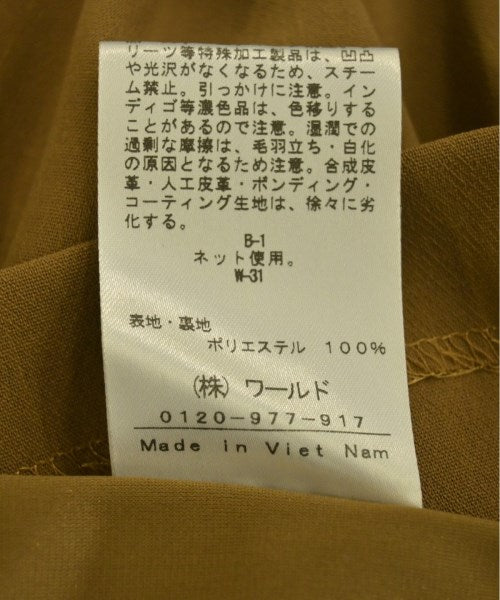 リーツ等特殊加工製品は、凹凸
や光沢がなくなるため、スチー
ム禁止。引っかけに注意。イン
ディゴ等濃色品は、色移りする
ことがあるので注意。湿潤での
過剰な摩擦は、毛羽立ち・白化
の原因となるため注意。合成皮
革・人工皮革・ボンディング・
コーティング生地は、徐々に劣
化する。
B-1
ネット使用。
W-31
表地・裏地
ポリエステル 100%
(株) ワールド
0120-977-917
Made in Viet Nam